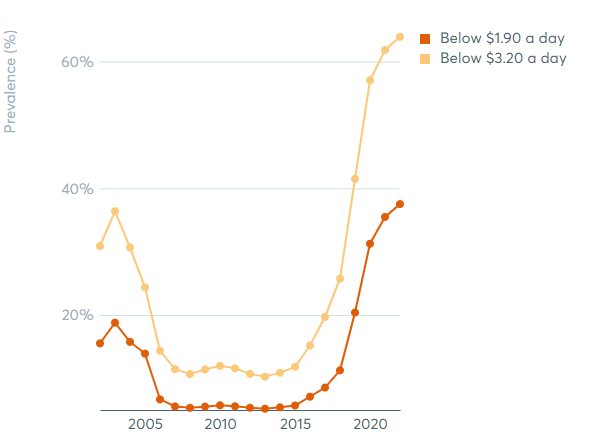 Prevalence (%)
Below $1.90 a day
Below $3.20 a day
60%
40%
20%
2005 2010 2015 2020